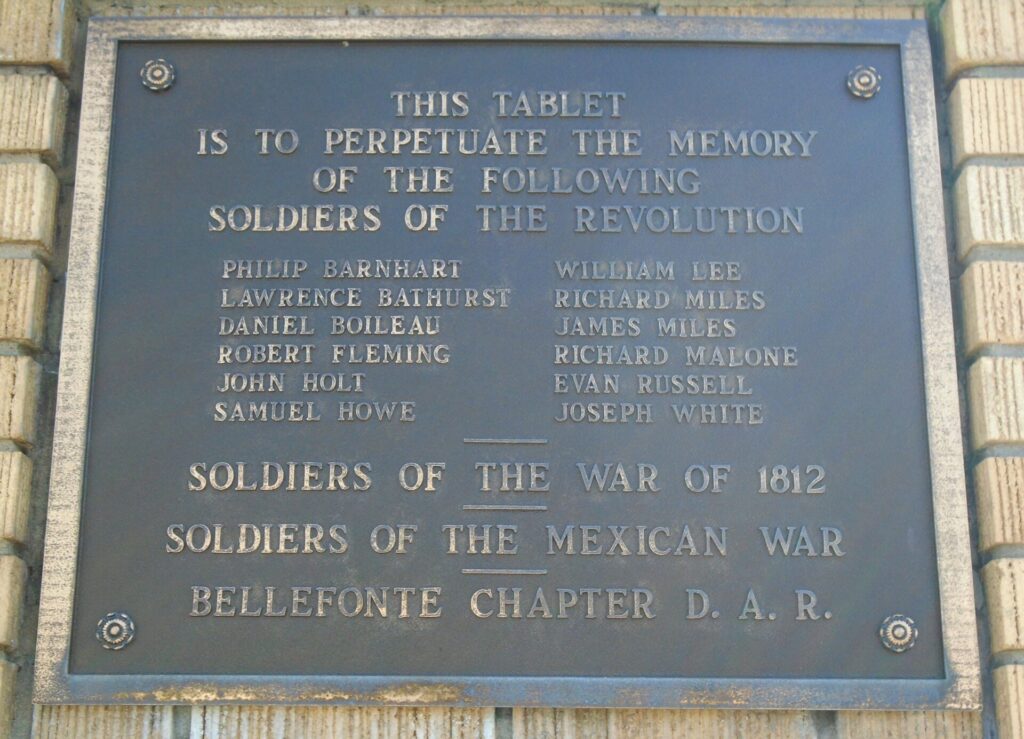 THIS TABLET
IS TO PERPETUATE THE MEMORY
OF THE FOLLOWING
SOLDIERS OF THE REVOLUTION
PHILIP BARNHART WILLIAM LEE
LAWRENCE BATHURST RICHARD MILES
DANIEL BOILEAU JAMES MILES
ROBERT FLEMING RICHARD MALONE
JOHN HOLT EVAN RUSSELL
SAMUEL HOWE JOSEPH WHITE
SOLDIERS OF THE WAR OF 1812
SOLDIERS OF THE MEXICAN WAR
BELLEFONTE CHAPTER D. A. R.